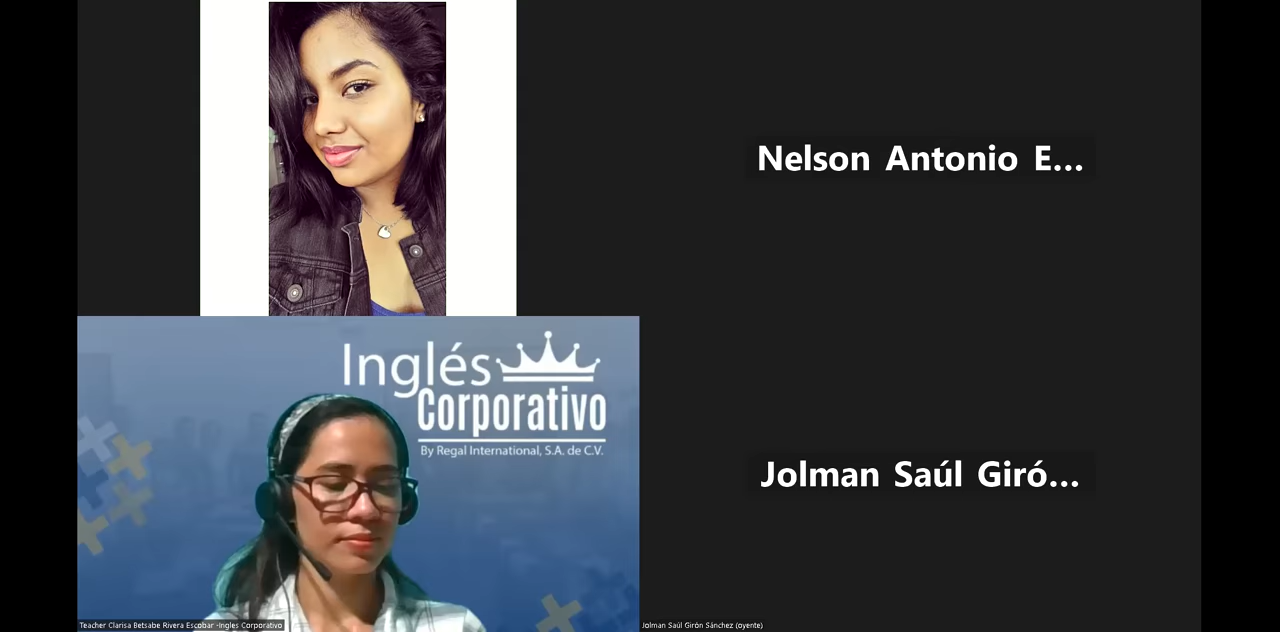 Nelson Antonio E...
Inglés
Corporativo
By Regal International, S.A. de C.V.
Jolman Saúl Giró...
Teacher Clarisa Betsabe Rivera Escobar -Ingles Corporativo
Jolman Saúl Girón Sánchez (oyente)